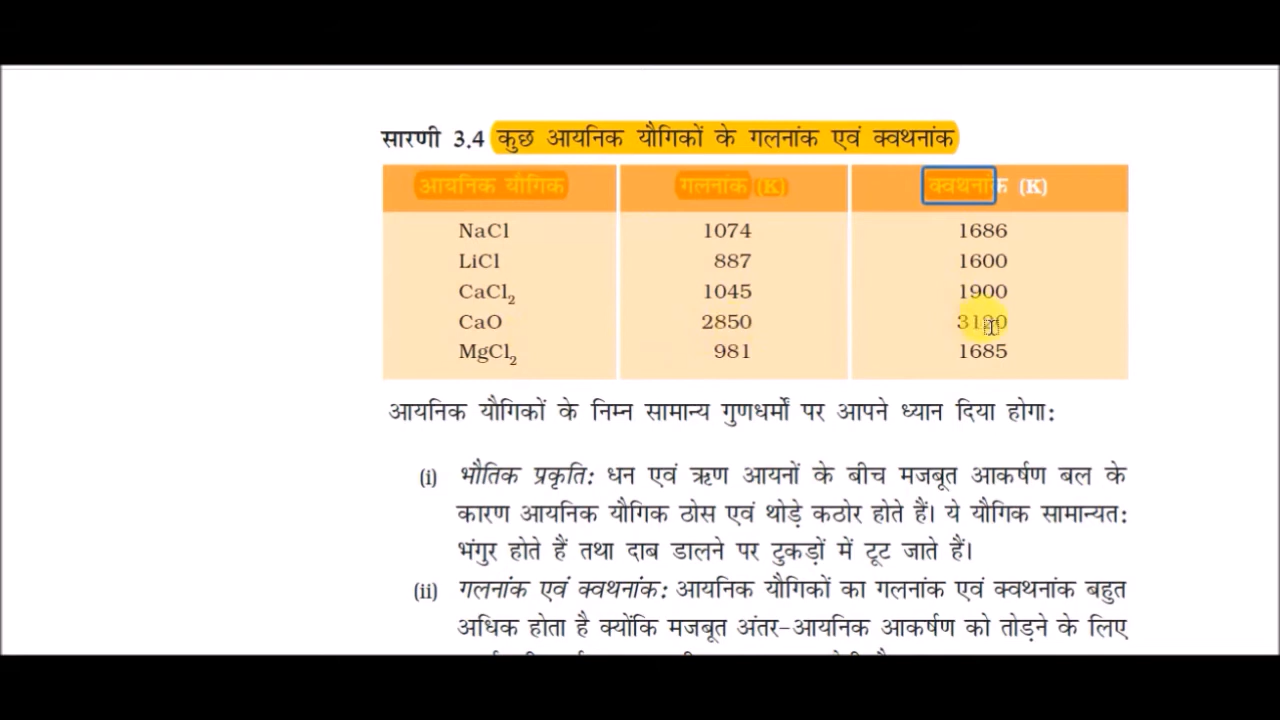 सारणी 3.4 कुछ आयनिक यौगिकों के गलनांक एवं क्वथनांक
आयनिक यौगिक गलनांक (K) क्वथनांक (K)
NaCl 1074 1686
LiCl 887 1600
CaCl₂ 1045 1900
CaO 2850
MgCl₂ 981 1685
आयनिक यौगिकों के निम्न सामान्य गुणधर्मों पर आपने ध्यान दिया होगा:
(i) भौतिक प्रकृति: धन एवं ऋण आयनों के बीच मजबूत आकर्षण बल के
कारण आयनिक यौगिक ठोस एवं थोड़े कठोर होते हैं। ये यौगिक सामान्यत:
भंगुर होते हैं तथा दाब डालने पर टुकड़ों में टूट जाते हैं।
(ii) गलनांक एवं क्वथनांक: आयनिक यौगिकों का गलनांक एवं क्वथनांक बहुत
अधिक होता है क्योंकि मजबूत अंतर-आयनिक आकर्षण को तोड़ने के लिए